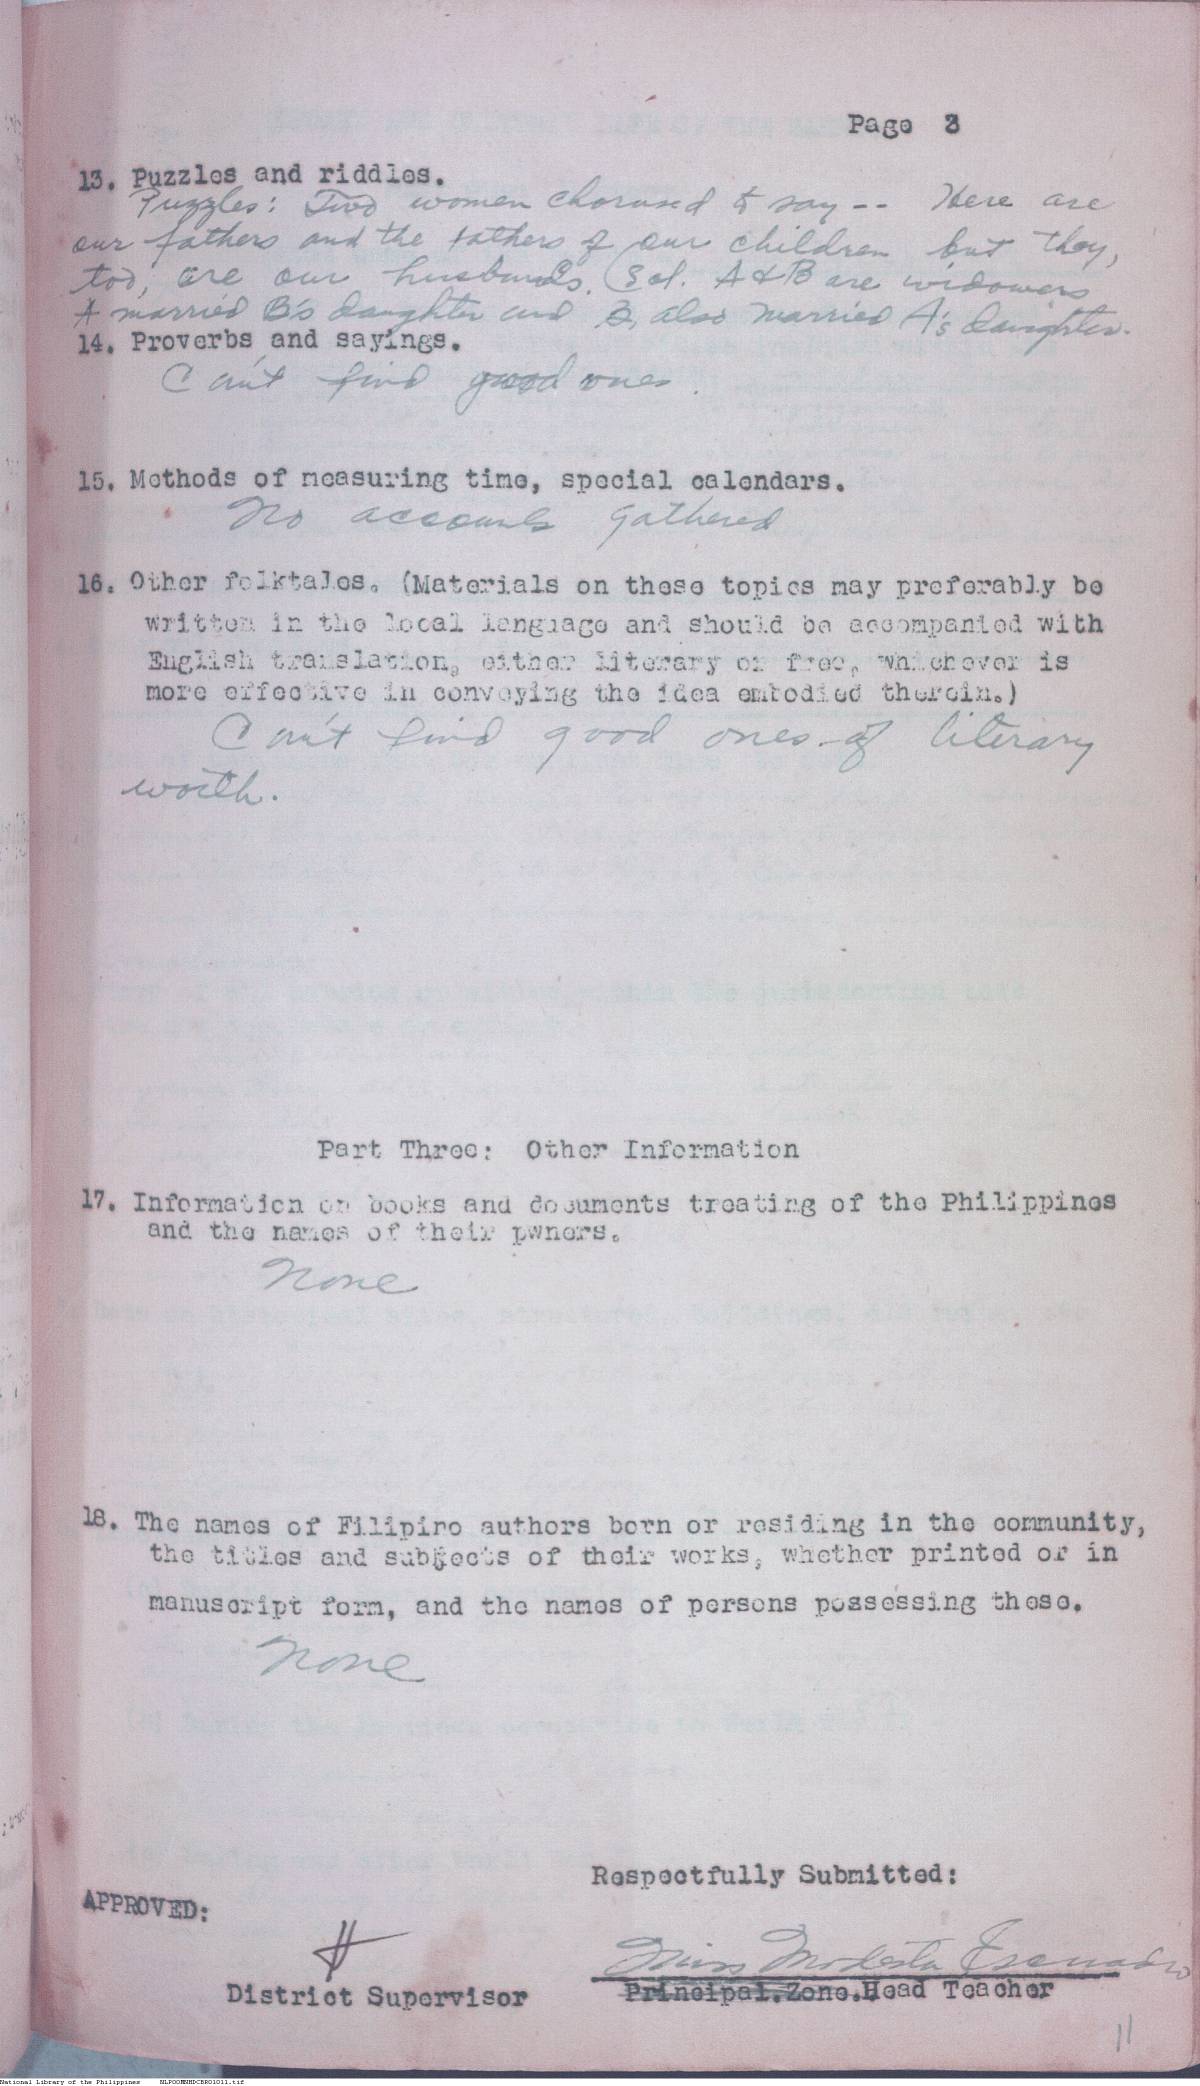 Page 3
13. Puzzles and riddles.
Puzzles: Two women chorused to say -- Here are
our fathers and the fathers of our children but they,
too, are our husbands. (Sol. A & B are widowers
A married B's daughter and B, also married A's daughter.
14. Proverbs and sayings.
Can't find good ones.
15. Methods of measuring time, special calendars.
No accounts gathered
16. Other folktales. (Materials on these topics may preferably be
written in the local language and should be accompanied with
English translation, either literary or free, whichever is
more effective in conveying the idea embodied therein.)
Can't find good ones of literary
worth.
Part Three: Other Information
17. Information on books and documents treating of the Philippines
and the names of their pwners.
None
18. The names of Filipino authors born or residing in the community,
the titles and subjects of their works, whether printed or in
manuscript form, and the names of persons possessing these.
None
Respectfully Submitted:
APPROVED:
Miss Modesta
District Supervisor
Principal.Zone.Head Teacher
11
National Library of the Philippines NLPOOMNHDCBR01011.tif